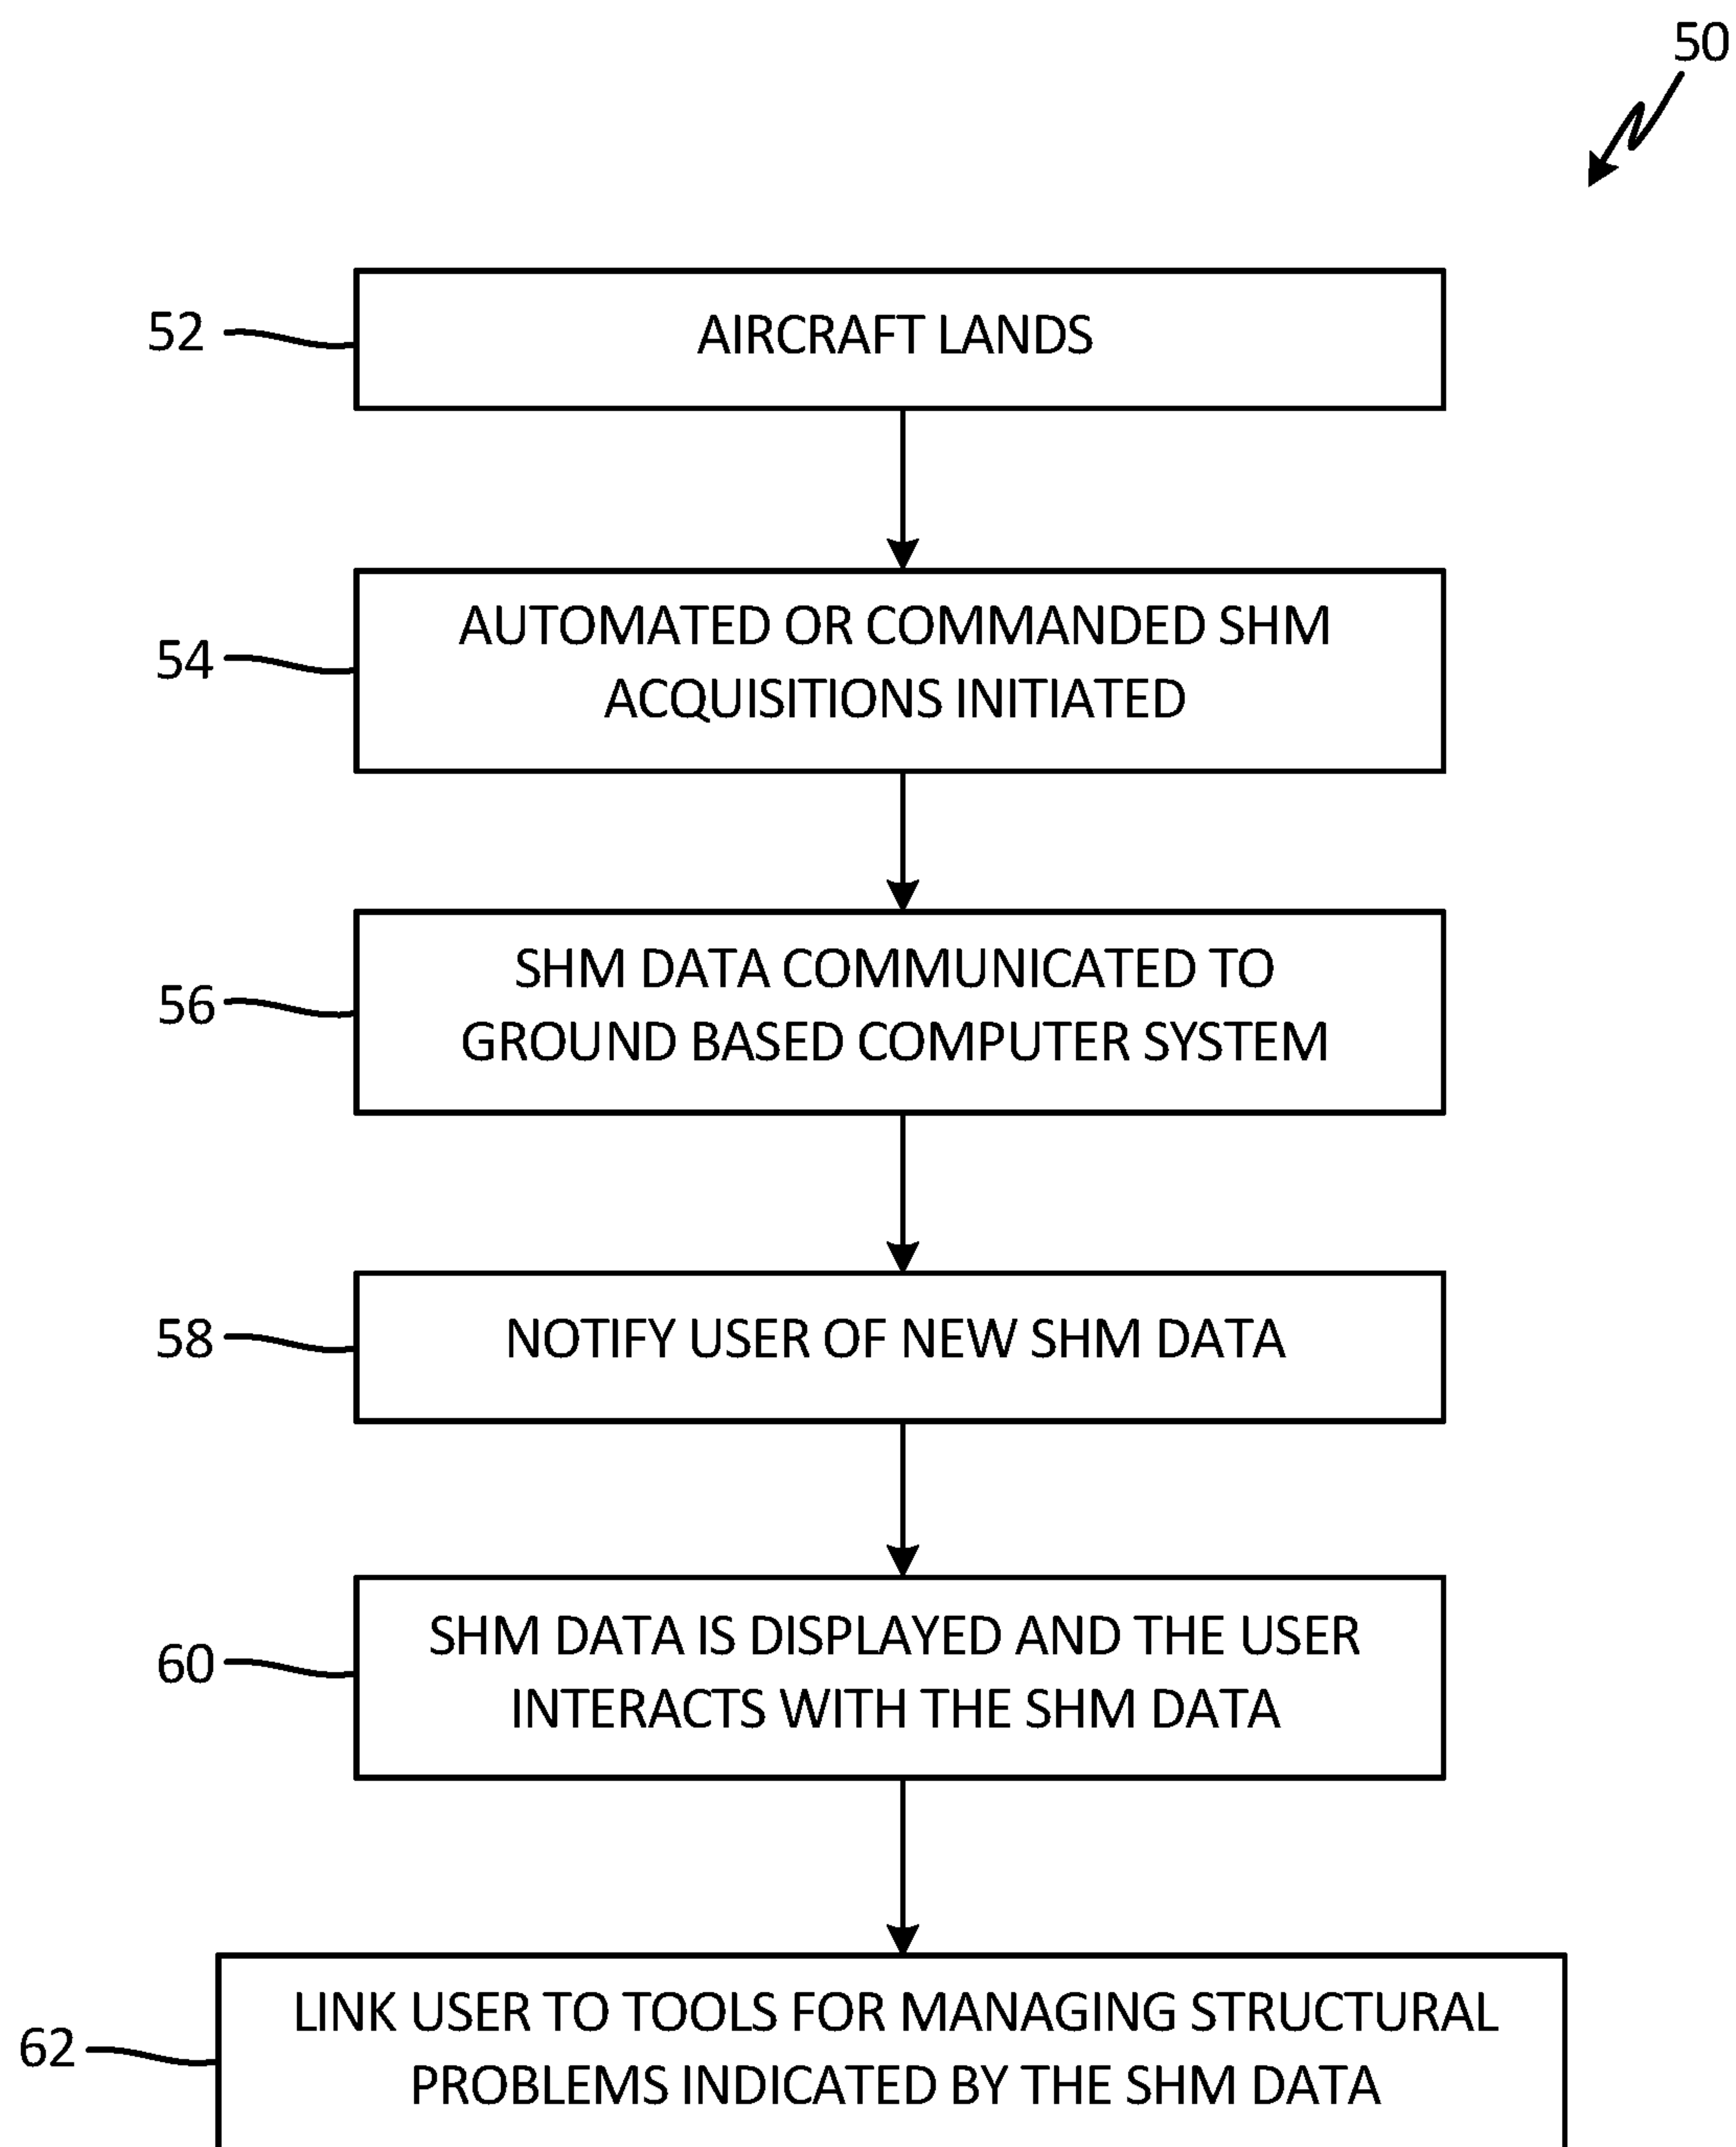 50
52
AIRCRAFT LANDS
54
AUTOMATED OR COMMANDED SHM
ACQUISITIONS INITIATED
56
SHM DATA COMMUNICATED TO
GROUND BASED COMPUTER SYSTEM
58
NOTIFY USER OF NEW SHM DATA
60
SHM DATA IS DISPLAYED AND THE USER
INTERACTS WITH THE SHM DATA
62
LINK USER TO TOOLS FOR MANAGING STRUCTURAL
PROBLEMS INDICATED BY THE SHM DATA